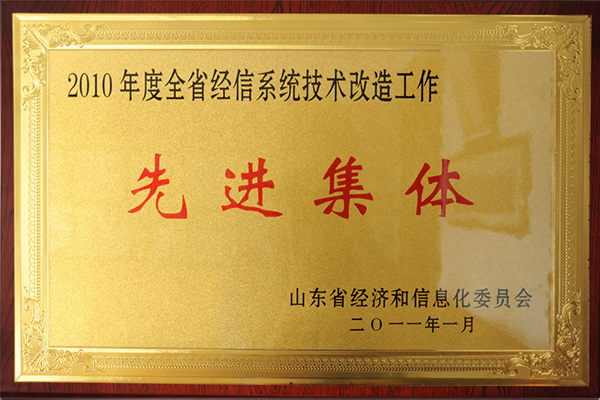 2010年度全省经信系统技术改造工作
先进集体
山东省经济和信息化委员会
二〇一一年一月